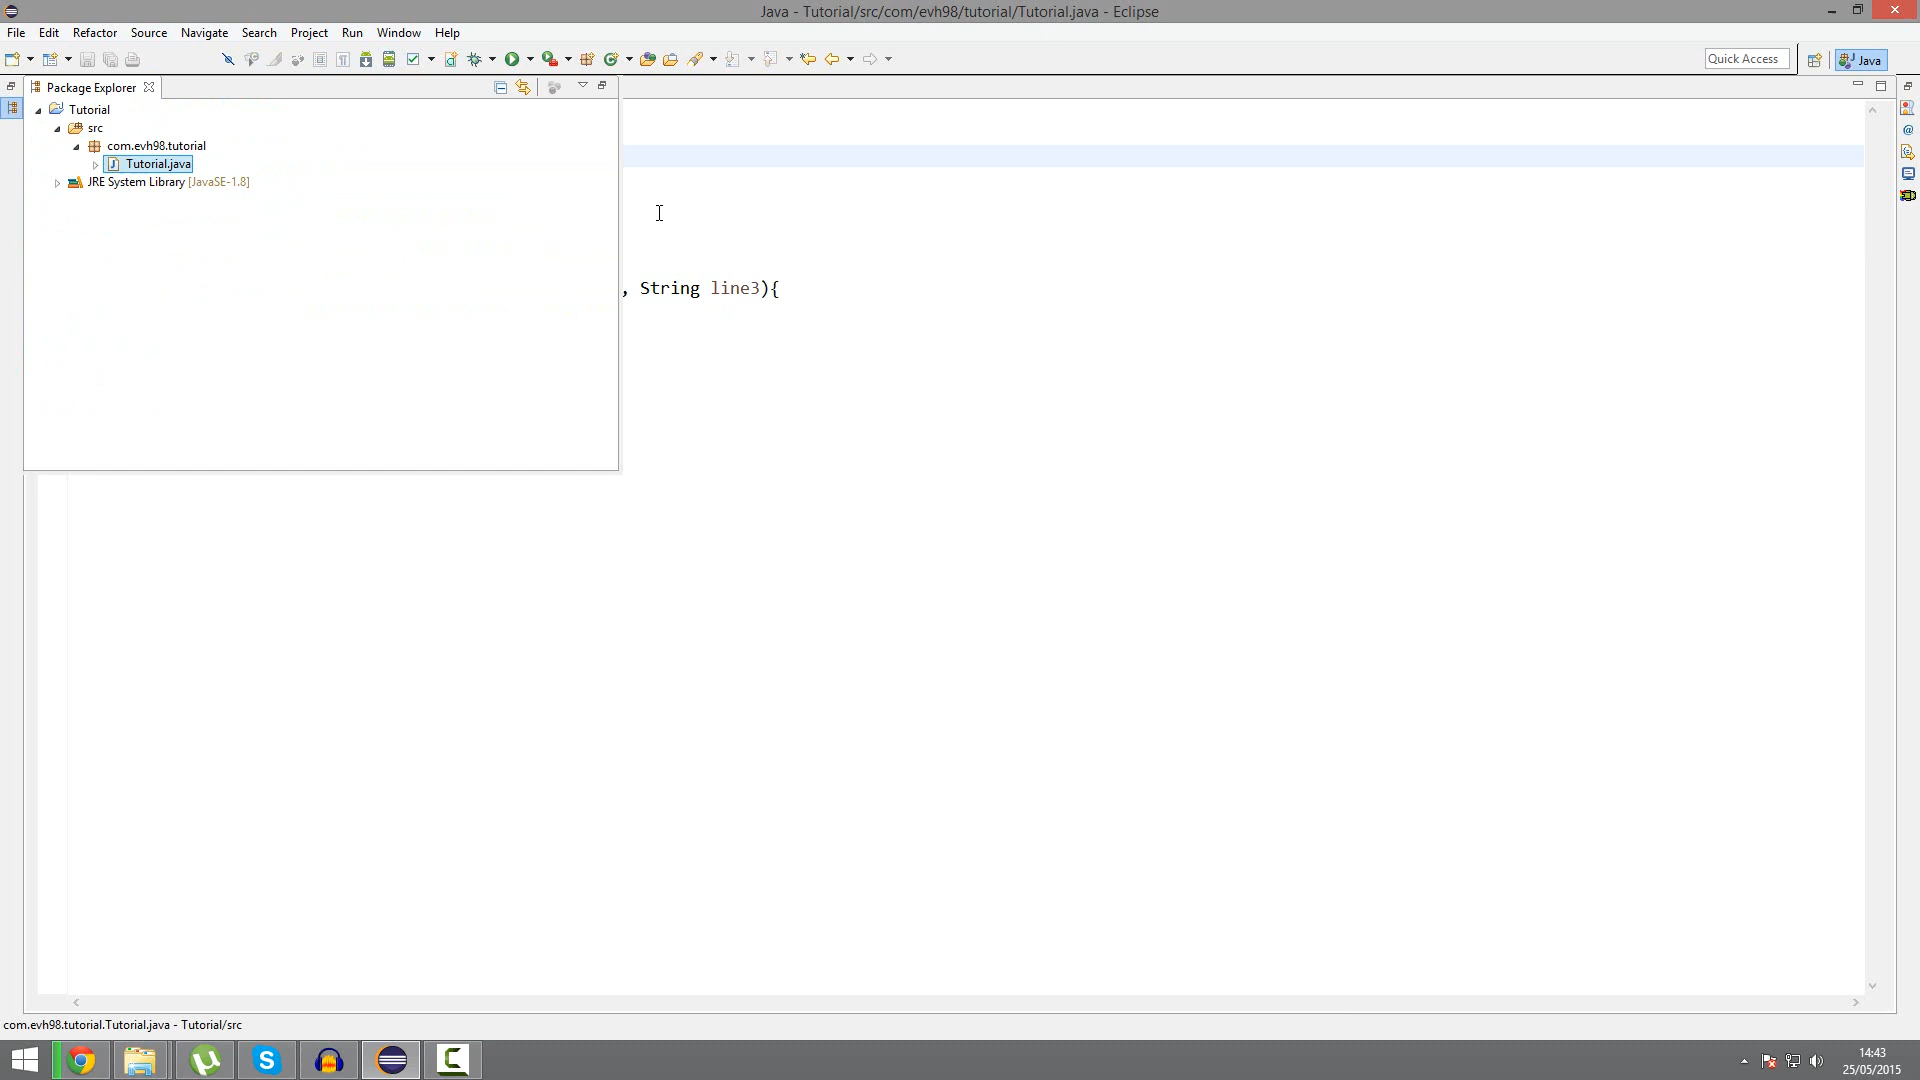 Java - Tutorial/src/com/evh98/tutorial/Tutorial.java - Eclipse
File Edit Refactor Source Navigate Search Project Run Window Help
Quick Access
Java
Package Explorer
Tutorial
src
com.evh98.tutorial
Tutorial.java
JRE System Library [JavaSE-1.8]
, String line3){
com.evh98.tutorial.Tutorial.java - Tutorial/src
14:43
25/05/2015